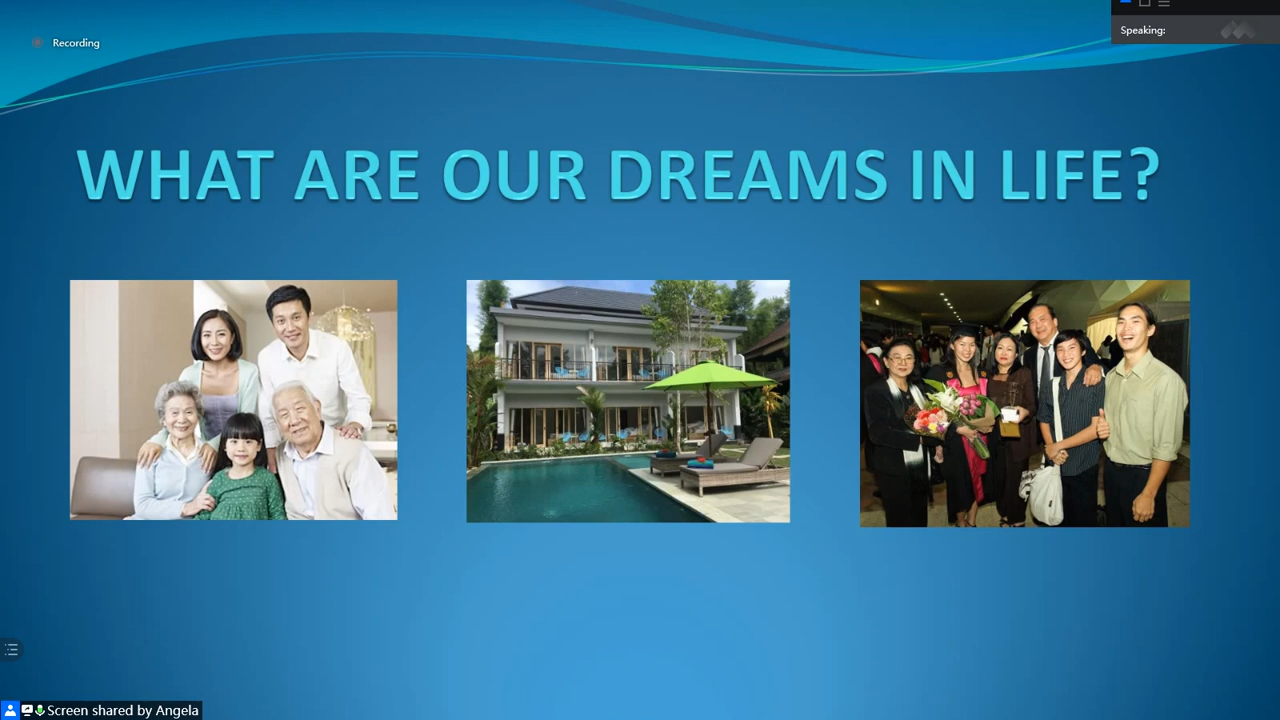 Recording
Speaking:
WHAT ARE OUR DREAMS IN LIFE?
Screen shared by Angela